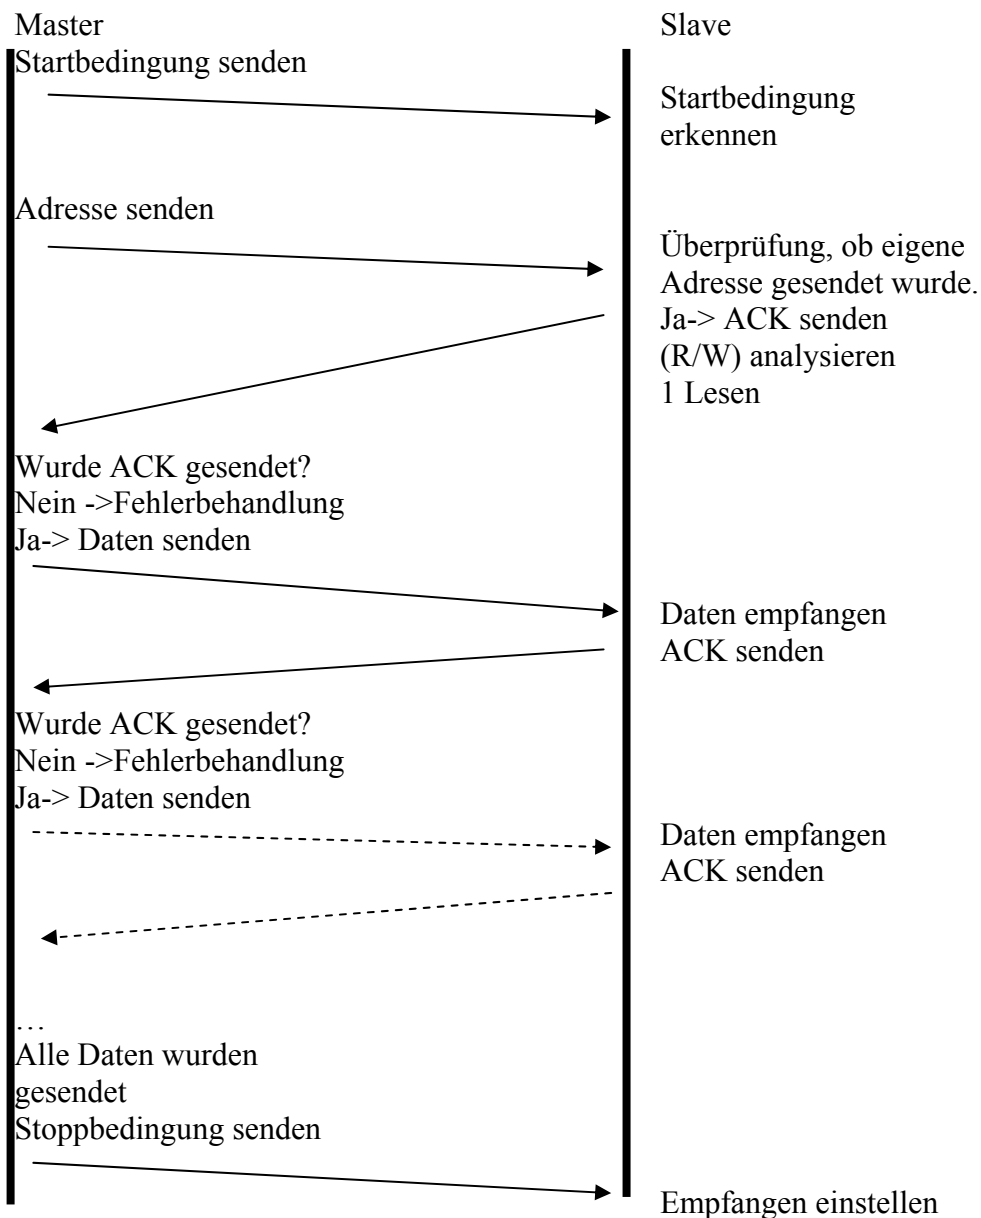 Master
Slave
Startbedingung senden
Startbedingung
erkennen
Adresse senden
Überprüfung, ob eigene
Adresse gesendet wurde.
Ja-> ACK senden
(R/W) analysieren
1 Lesen
Wurde ACK gesendet?
Nein ->Fehlerbehandlung
Ja-> Daten senden
Daten empfangen
ACK senden
Wurde ACK gesendet?
Nein ->Fehlerbehandlung
Ja-> Daten senden
Daten empfangen
ACK senden
…
Alle Daten wurden
gesendet
Stoppbedingung senden
Empfangen einstellen